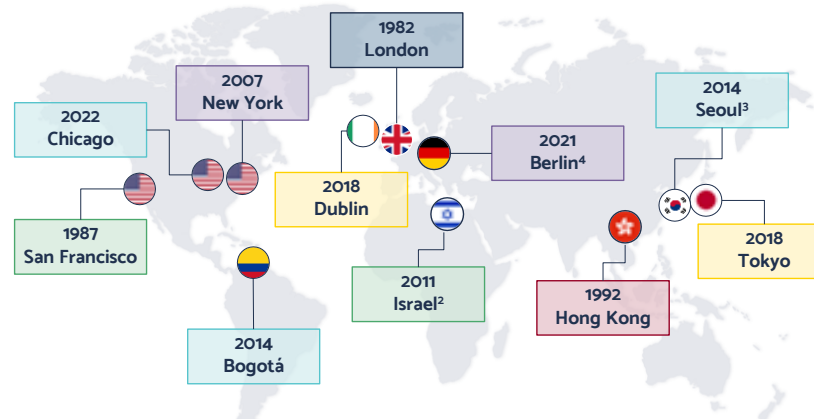 1982
London
2007
New York
2014
Seoul³
2022
Chicago
2021
Berlin⁴
2018
Dublin
1987
San Francisco
2018
Tokyo
2011
Israel²
1992
Hong Kong
2014
Bogotá